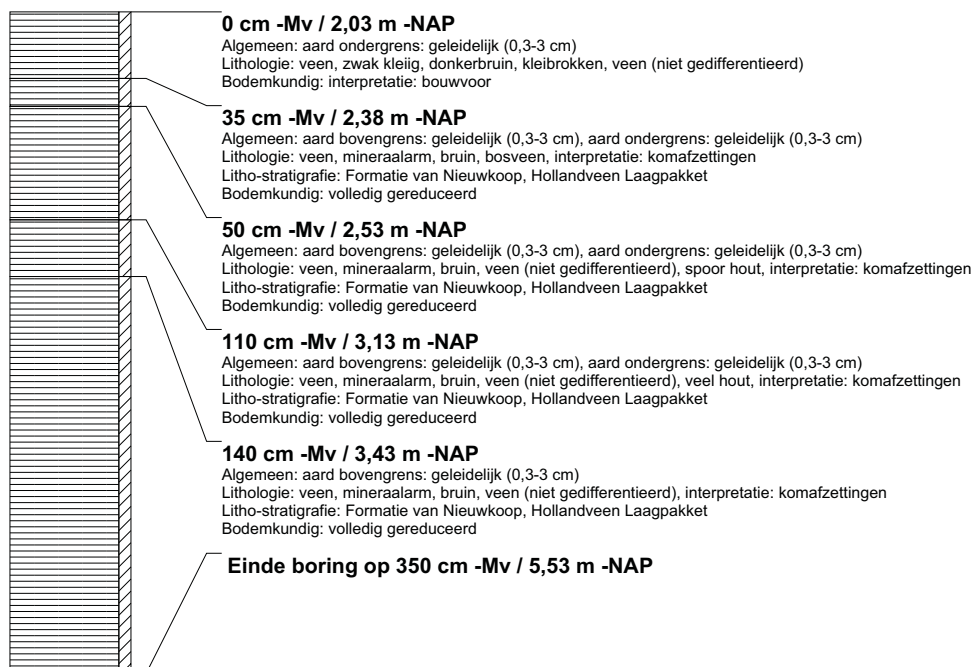 0 cm -Mv / 2,03 m -NAP
Algemeen: aard ondergrens: geleidelijk (0,3-3 cm)
Lithologie: veen, zwak kleiig, donkerbruin, kleibrokken, veen (niet gedifferentieerd)
Bodemkundig: interpretatie: bouwvoor
35 cm -Mv / 2,38 m -NAP
Algemeen: aard bovengrens: geleidelijk (0,3-3 cm), aard ondergrens: geleidelijk (0,3-3 cm)
Lithologie: veen, mineraalarm, bruin, bosveen, interpretatie: komafzettingen
Litho-stratigrafie: Formatie van Nieuwkoop, Hollandveen Laagpakket
Bodemkundig: volledig gereduceerd
50 cm -Mv / 2,53 m -NAP
Algemeen: aard bovengrens: geleidelijk (0,3-3 cm), aard ondergrens: geleidelijk (0,3-3 cm)
Lithologie: veen, mineraalarm, bruin, veen (niet gedifferentieerd), spoor hout, interpretatie: komafzettingen
Litho-stratigrafie: Formatie van Nieuwkoop, Hollandveen Laagpakket
Bodemkundig: volledig gereduceerd
110 cm -Mv / 3,13 m -NAP
Algemeen: aard bovengrens: geleidelijk (0,3-3 cm), aard ondergrens: geleidelijk (0,3-3 cm)
Lithologie: veen, mineraalarm, bruin, veen (niet gedifferentieerd), veel hout, interpretatie: komafzettingen
Litho-stratigrafie: Formatie van Nieuwkoop, Hollandveen Laagpakket
Bodemkundig: volledig gereduceerd
140 cm -Mv / 3,43 m -NAP
Algemeen: aard bovengrens: geleidelijk (0,3-3 cm)
Lithologie: veen, mineraalarm, bruin, veen (niet gedifferentieerd), interpretatie: komafzettingen
Litho-stratigrafie: Formatie van Nieuwkoop, Hollandveen Laagpakket
Bodemkundig: volledig gereduceerd
Einde boring op 350 cm -Mv / 5,53 m -NAP